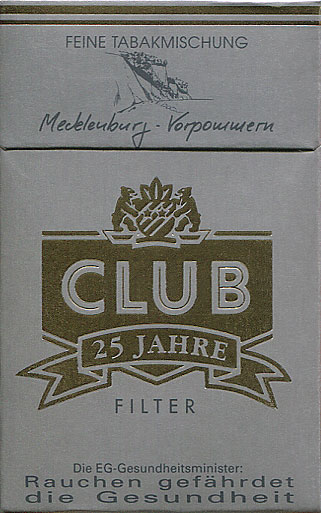 FEINE TABAKMISCHUNG
Mecklenburg - Vorpommern
CLUB
25 JAHRE
FILTER
Die EG-Gesundheitsminister:
Rauchen gefährdet
die Gesundheit